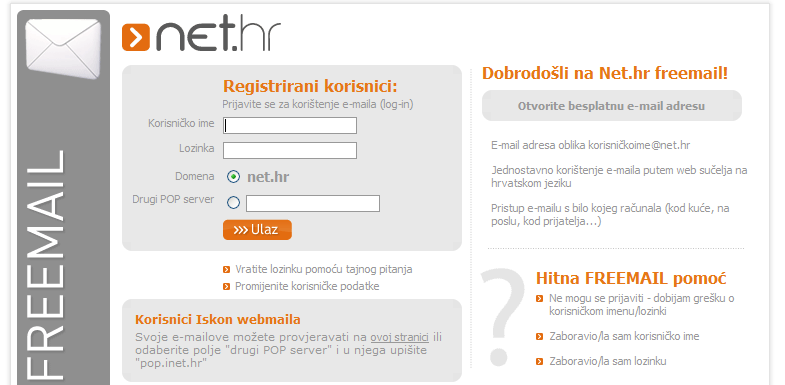 FREEMAIL
net.hr
Registrirani korisnici:
Prijavite se za korištenje e-maila (log-in)
Korisničko ime
Lozinka
Domena
net.hr
Drugi POP server
››› Ulaz
Vratite lozinku pomoću tajnog pitanja
Promijenite korisničke podatke
Korisnici Iskon webmaila
Svoje e-mailove možete provjeravati na ovoj stranici ili
odaberite polje "drugi POP server" i u njega upišite
"pop.inet.hr"
Dobrodošli na Net.hr freemail!
Otvorite besplatnu e-mail adresu
E-mail adresa oblika korisničkoime@net.hr
Jednostavno korištenje e-maila putem web sučelja na
hrvatskom jeziku
Pristup e-mailu s bilo kojeg računala (kod kuće, na
poslu, kod prijatelja...)
?
Hitna FREEMAIL pomoć
Ne mogu se prijaviti - dobijam grešku o
korisničkom imenu/lozinki
Zaboravio/la sam korisničko ime
Zaboravio/la sam lozinku